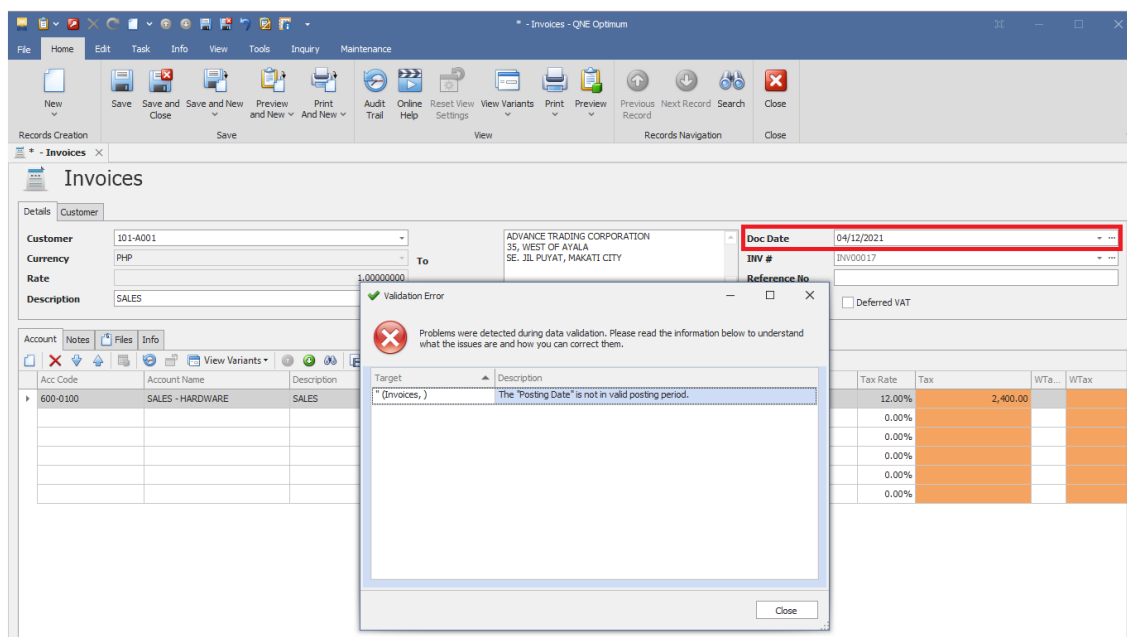 * - Invoices - QNE Optimum
File Home Edit Task Info View Tools Inquiry Maintenance
New Save Save and Close Save and New Preview and New Print And New Audit Trail Online Help Reset View Settings View Variants Print Preview Previous Record Next Record Search Close
Records Creation Save View Records Navigation Close
* - Invoices
Invoices
Details Customer
Customer 101-A001 ADVANCE TRADING CORPORATION Doc Date 04/12/2021
35, WEST OF AYALA
Currency PHP To SE. JIL PUYAT, MAKATI CITY INV # INV00017
Rate 1.00000000 Reference No
Description SALES Deferred VAT
Validation Error
Problems were detected during data validation. Please read the information below to understand
what the issues are and how you can correct them.
Target Description
" (Invoices, ) The "Posting Date" is not in valid posting period.
Close
Account Notes Files Info
View Variants
Acc Code Account Name Description Tax Rate Tax WTa... WTax
600-0100 SALES - HARDWARE SALES 12.00% 2,400.00
0.00%
0.00%
0.00%
0.00%
0.00%